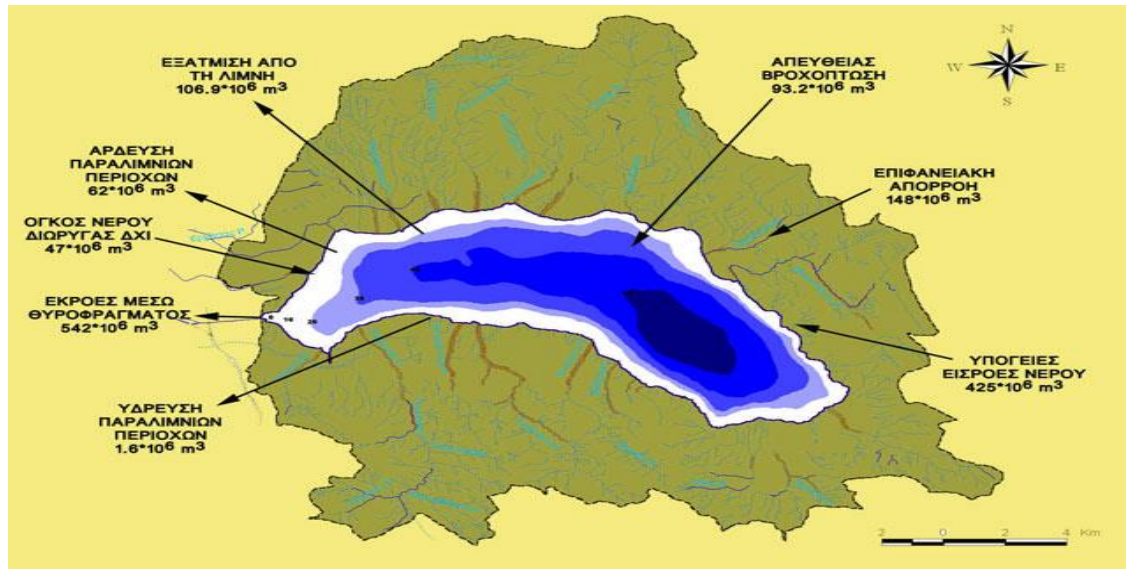 ΕΞΑΤΜΙΣΗ ΑΠΟ
ΤΗ ΛΙΜΝΗ
106.9*10⁶ m³
ΑΠΕΥΘΕΙΑΣ
ΒΡΟΧΟΠΤΩΣΗ
93.2*10⁶ m³
N
W
E
S
ΑΡΔΕΥΣΗ
ΠΑΡΑΛΙΜΝΙΩΝ
ΠΕΡΙΟΧΩΝ
62*10⁶ m³
ΕΠΙΦΑΝΕΙΑΚΗ
ΑΠΟΡΡΟΗ
148*10⁶ m³
ΟΓΚΟΣ ΝΕΡΟΥ
ΔΙΩΡΥΓΑΣ ΔΧΙ
47*10⁶ m³
ΕΚΡΟΕΣ ΜΕΣΩ
ΘΥΡΟΦΡΑΓΜΑΤΟΣ
542*10⁶ m³
ΥΠΟΓΕΙΕΣ
ΕΙΣΡΟΕΣ ΝΕΡΟΥ
425*10⁶ m³
ΥΔΡΕΥΣΗ
ΠΑΡΑΛΙΜΝΙΩΝ
ΠΕΡΙΟΧΩΝ
1.6*10⁶ m³
2 0 2 4 Km